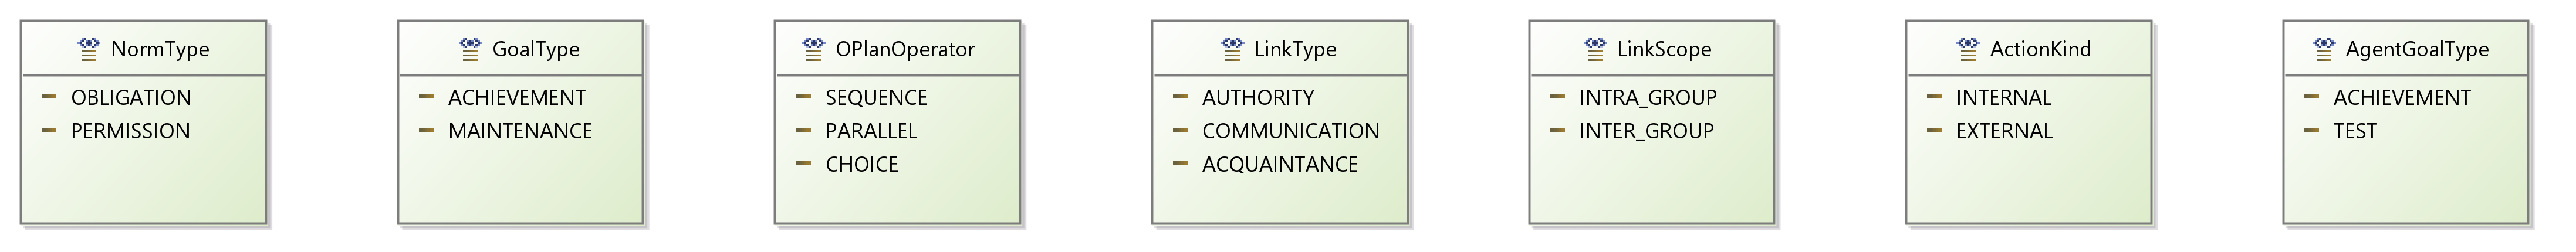 NormType
OBLIGATION
PERMISSION
GoalType
ACHIEVEMENT
MAINTENANCE
OPlanOperator
SEQUENCE
PARALLEL
CHOICE
LinkType
AUTHORITY
COMMUNICATION
ACQUAINTANCE
LinkScope
INTRA_GROUP
INTER_GROUP
ActionKind
INTERNAL
EXTERNAL
AgentGoalType
ACHIEVEMENT
TEST